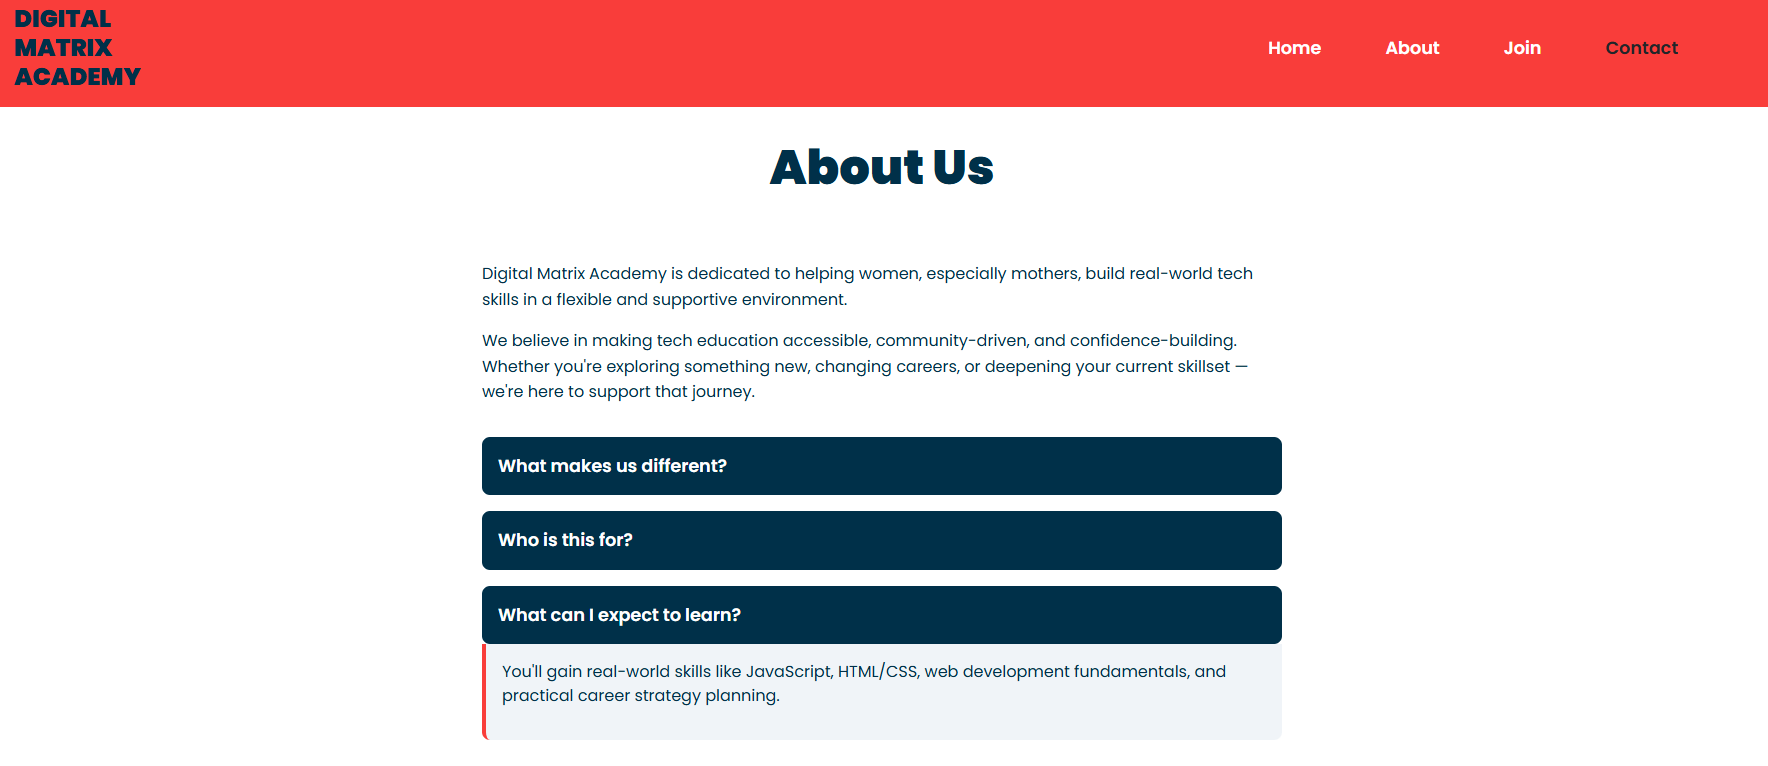 DIGITAL
MATRIX
ACADEMY
Home About Join Contact
About Us
Digital Matrix Academy is dedicated to helping women, especially mothers, build real-world tech
skills in a flexible and supportive environment.
We believe in making tech education accessible, community-driven, and confidence-building.
Whether you're exploring something new, changing careers, or deepening your current skillset —
we're here to support that journey.
What makes us different?
Who is this for?
What can I expect to learn?
You'll gain real-world skills like JavaScript, HTML/CSS, web development fundamentals, and
practical career strategy planning.